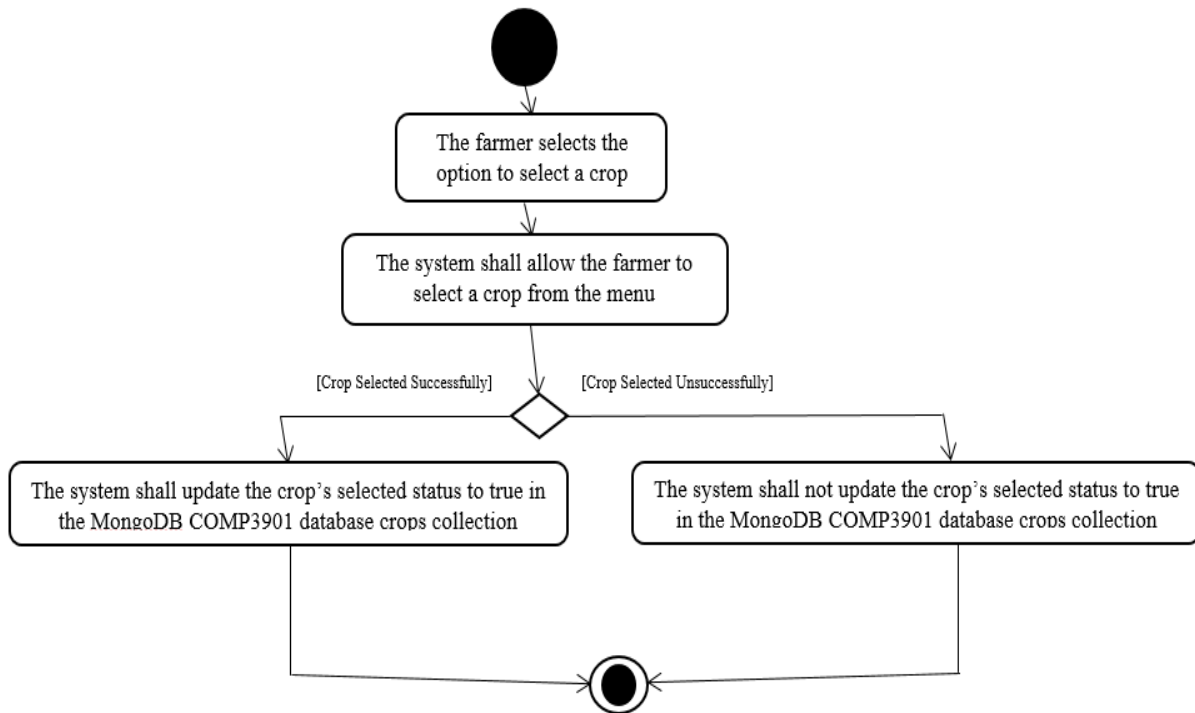 The farmer selects the
option to select a crop
The system shall allow the farmer to
select a crop from the menu
[Crop Selected Successfully]
[Crop Selected Unsuccessfully]
The system shall update the crop’s selected status to true in
the MongoDB COMP3901 database crops collection
The system shall not update the crop’s selected status to true
in the MongoDB COMP3901 database crops collection